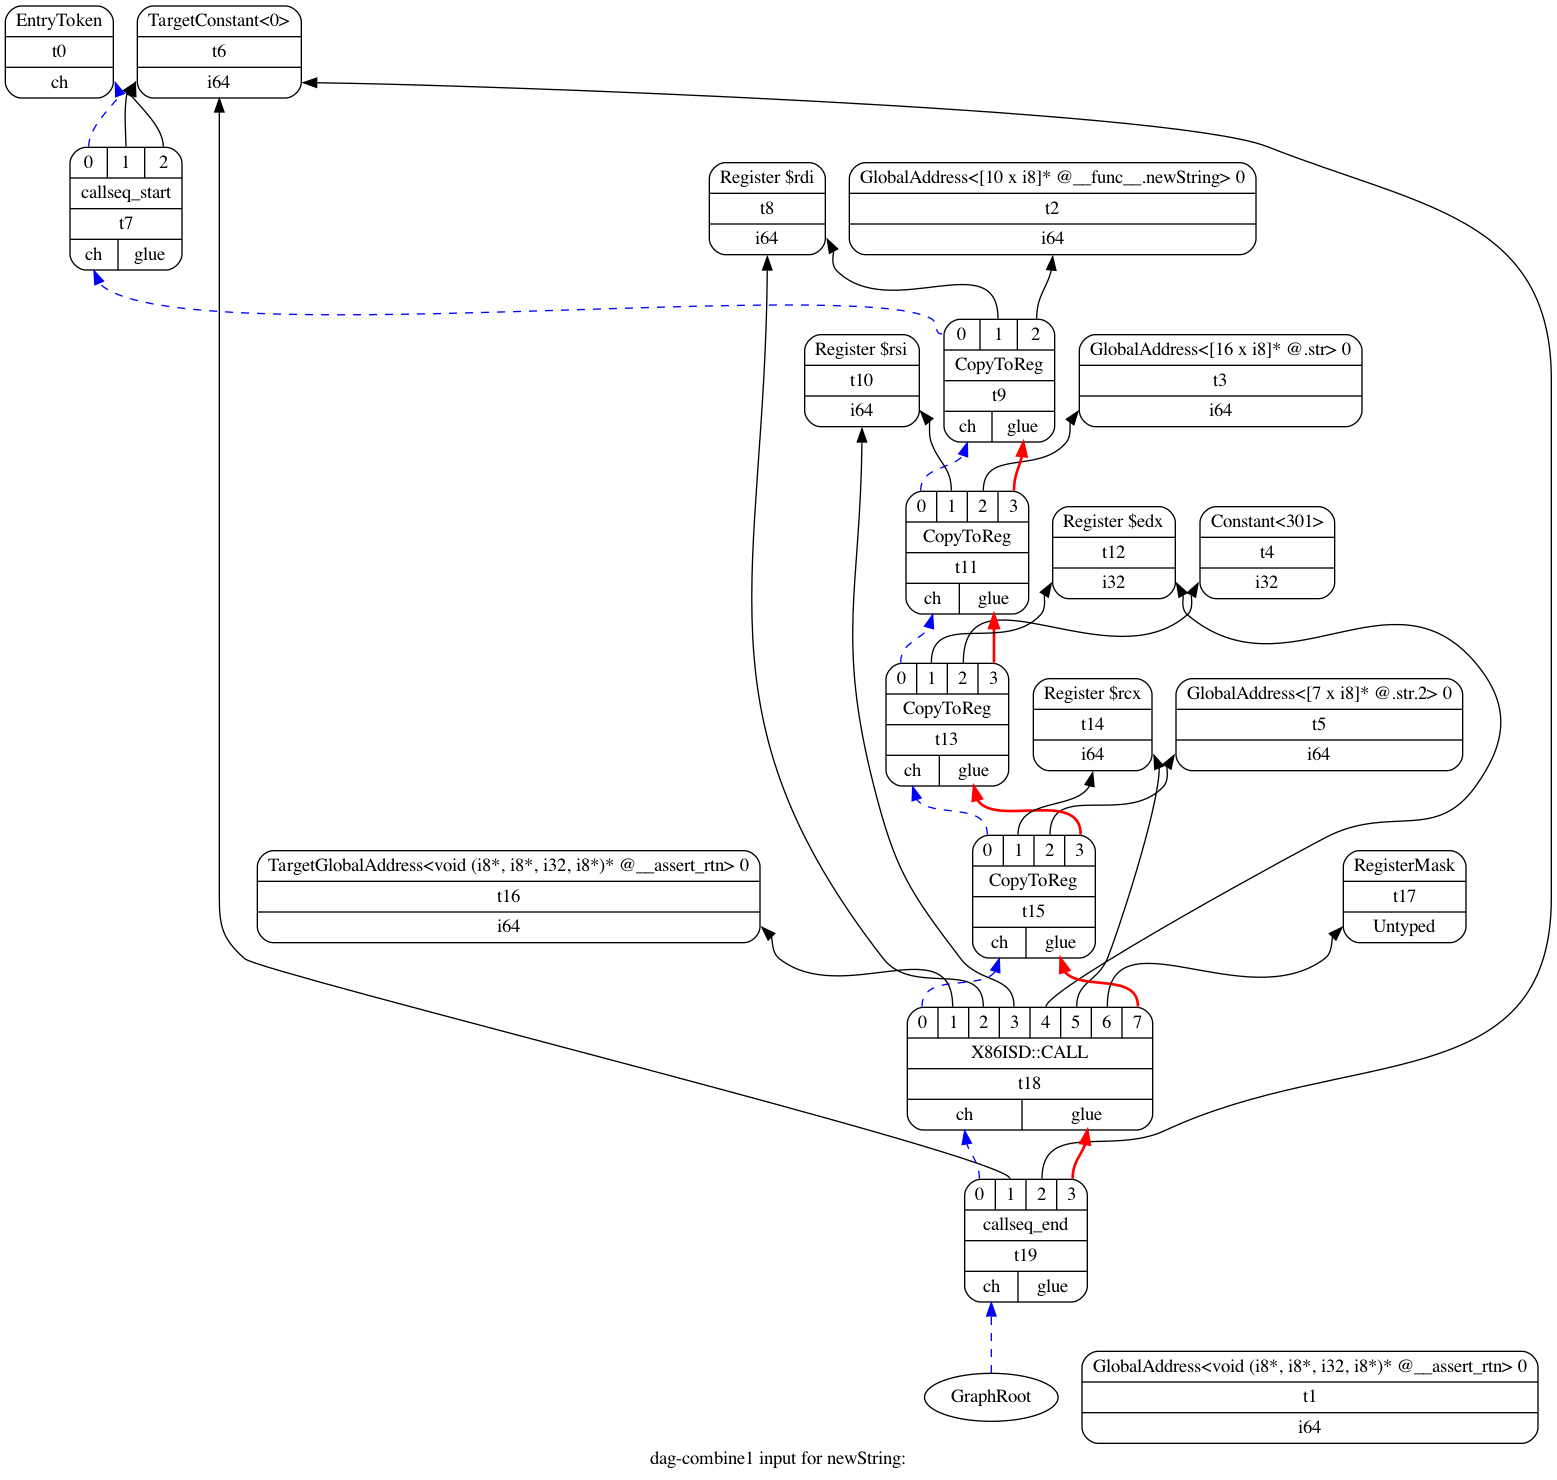 EntryToken
t0
ch
TargetConstant<0>
t6
i64
0 1 2
callseq_start
t7
ch glue
Register $rdi
t8
i64
GlobalAddress<[10 x i8]* @__func__.newString> 0
t2
i64
0 1 2
CopyToReg
t9
ch glue
Register $rsi
t10
i64
GlobalAddress<[16 x i8]* @.str> 0
t3
i64
0 1 2 3
CopyToReg
t11
ch glue
Register $edx
t12
i32
Constant<301>
t4
i32
0 1 2 3
CopyToReg
t13
ch glue
Register $rcx
t14
i64
GlobalAddress<[7 x i8]* @.str.2> 0
t5
i64
0 1 2 3
CopyToReg
t15
ch glue
TargetGlobalAddress<void (i8*, i8*, i32, i8*)* @__assert_rtn> 0
t16
i64
RegisterMask
t17
Untyped
0 1 2 3 4 5 6 7
X86ISD::CALL
t18
ch glue
0 1 2 3
callseq_end
t19
ch glue
GraphRoot
GlobalAddress<void (i8*, i8*, i32, i8*)* @__assert_rtn> 0
t1
i64
dag-combine1 input for newString: